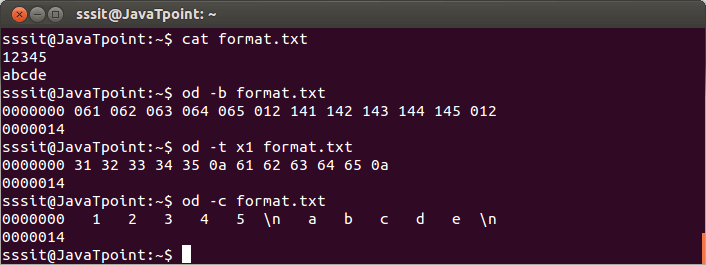 sssit@JavaTpoint: ~
sssit@JavaTpoint:~$ cat format.txt
12345
abcde
sssit@JavaTpoint:~$ od -b format.txt
0000000 061 062 063 064 065 012 141 142 143 144 145 012
0000014
sssit@JavaTpoint:~$ od -t x1 format.txt
0000000 31 32 33 34 35 0a 61 62 63 64 65 0a
0000014
sssit@JavaTpoint:~$ od -c format.txt
0000000   1   2   3   4   5  \n   a   b   c   d   e  \n
0000014
sssit@JavaTpoint:~$